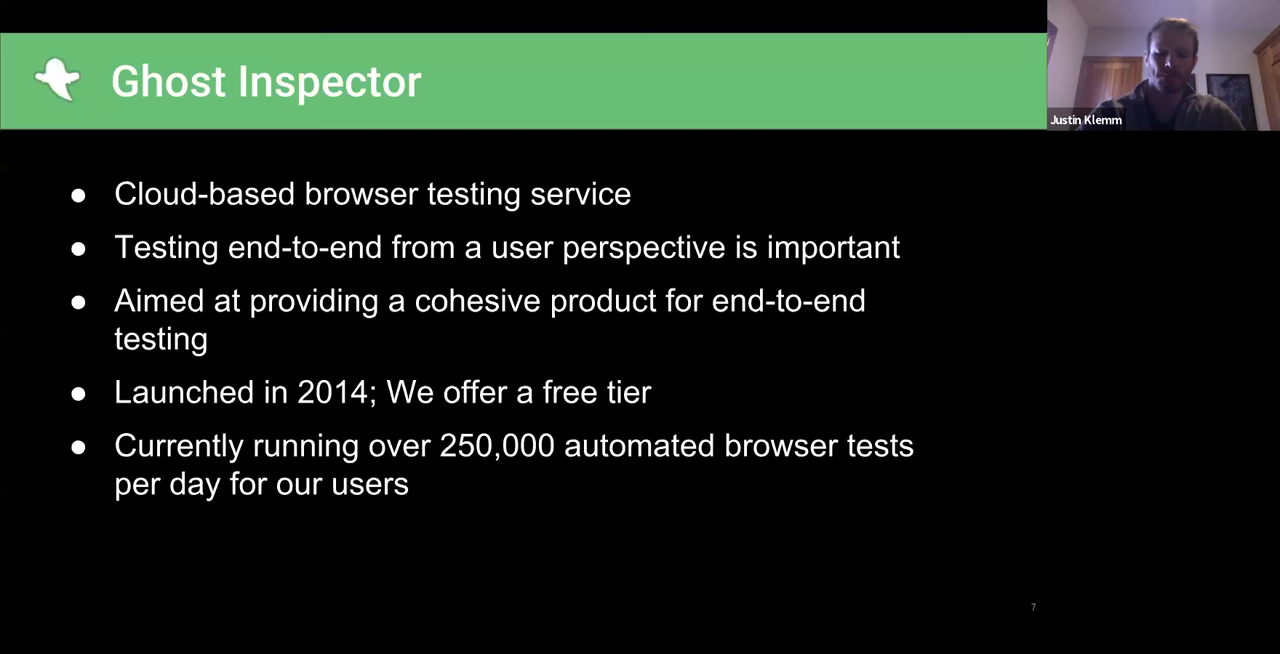 Ghost Inspector
Justin Klemm
● Cloud-based browser testing service
● Testing end-to-end from a user perspective is important
● Aimed at providing a cohesive product for end-to-end
testing
● Launched in 2014; We offer a free tier
● Currently running over 250,000 automated browser tests
per day for our users
7